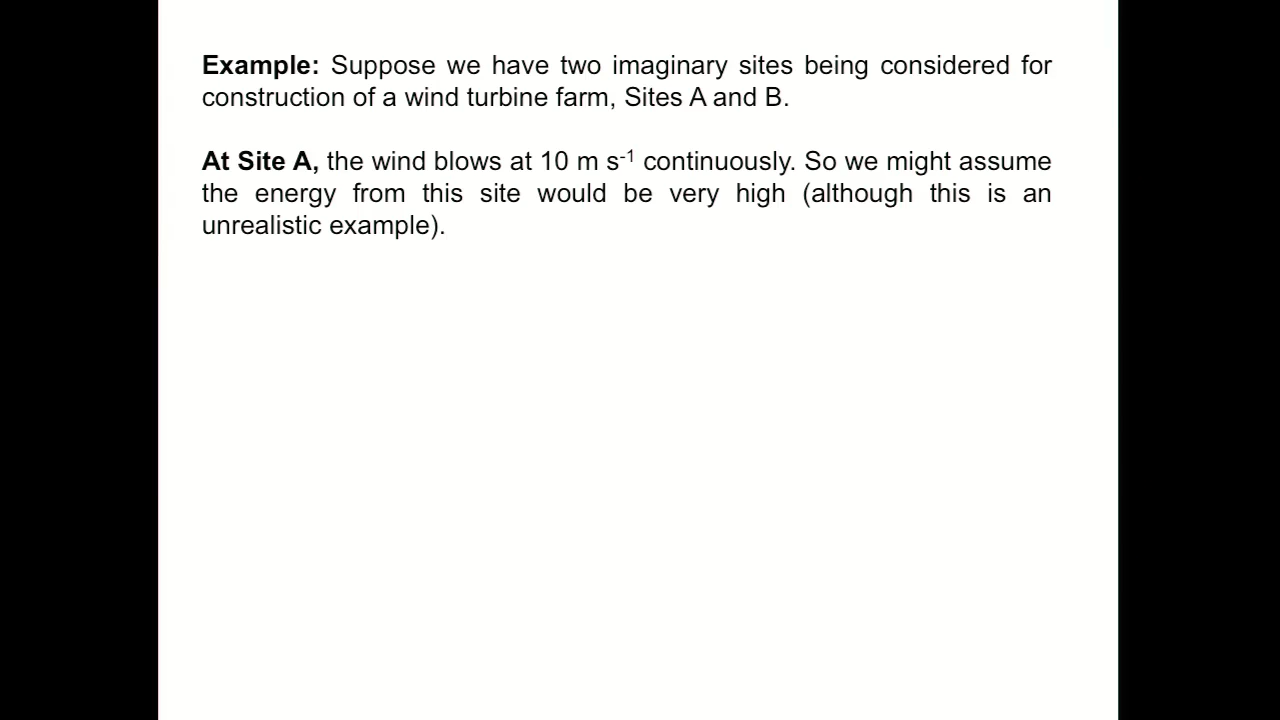 Example: Suppose we have two imaginary sites being considered for
construction of a wind turbine farm, Sites A and B.
At Site A, the wind blows at 10 m s⁻¹ continuously. So we might assume
the energy from this site would be very high (although this is an
unrealistic example).